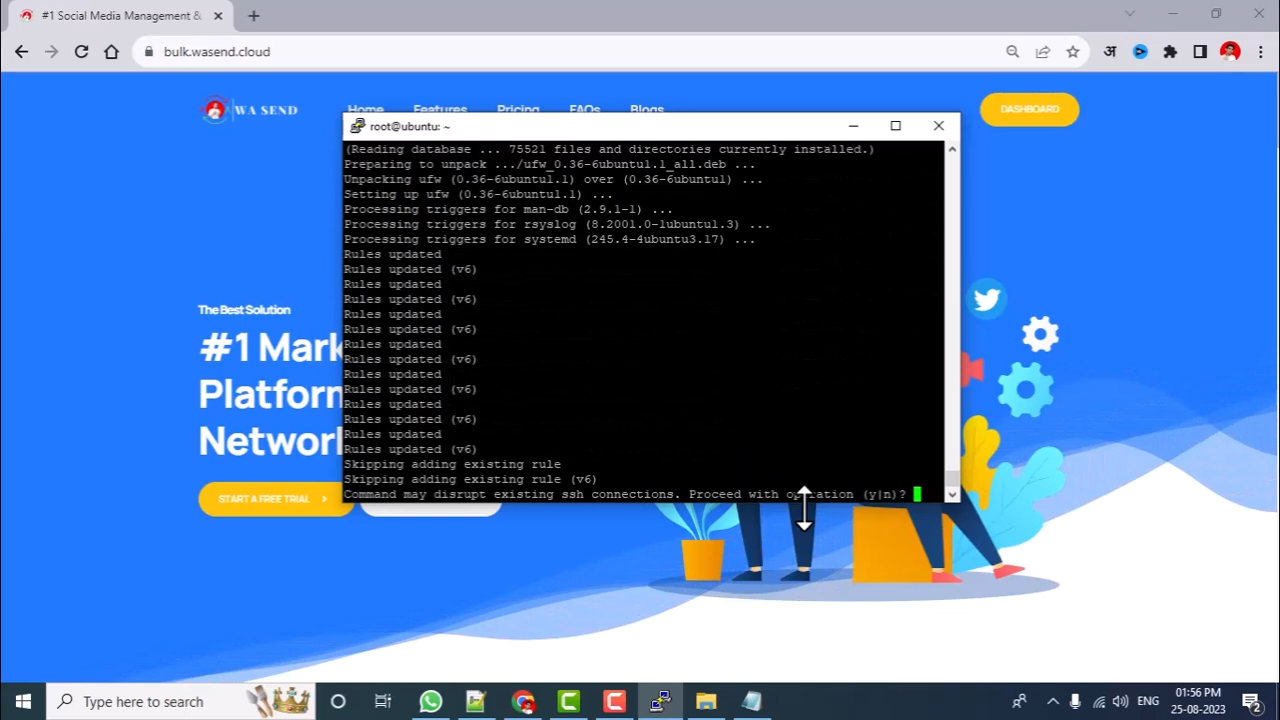 #1 Social Media Management &
bulk.wasend.cloud
अ
WA SEND
Home Features Pricing FAQs Blogs
DASHBOARD
root@ubuntu: ~
(Reading database ... 75521 files and directories currently installed.)
Preparing to unpack .../ufw_0.36-6ubuntu1.1_all.deb ...
Unpacking ufw (0.36-6ubuntu1.1) over (0.36-6ubuntu1) ...
Setting up ufw (0.36-6ubuntu1.1) ...
Processing triggers for man-db (2.9.1-1) ...
Processing triggers for rsyslog (8.2001.0-1ubuntu1.3) ...
Processing triggers for systemd (245.4-4ubuntu3.17) ...
Rules updated
Rules updated (v6)
Rules updated
Rules updated (v6)
Rules updated
Rules updated (v6)
Rules updated
Rules updated (v6)
Rules updated
Rules updated (v6)
Rules updated
Rules updated (v6)
Rules updated
Rules updated (v6)
Skipping adding existing rule
Skipping adding existing rule (v6)
Command may disrupt existing ssh connections. Proceed with operation (y|n)?
The Best Solution
#1 Mark
Platform
Network
START A FREE TRIAL
Type here to search
ENG
01:56 PM
25-08-2023
2